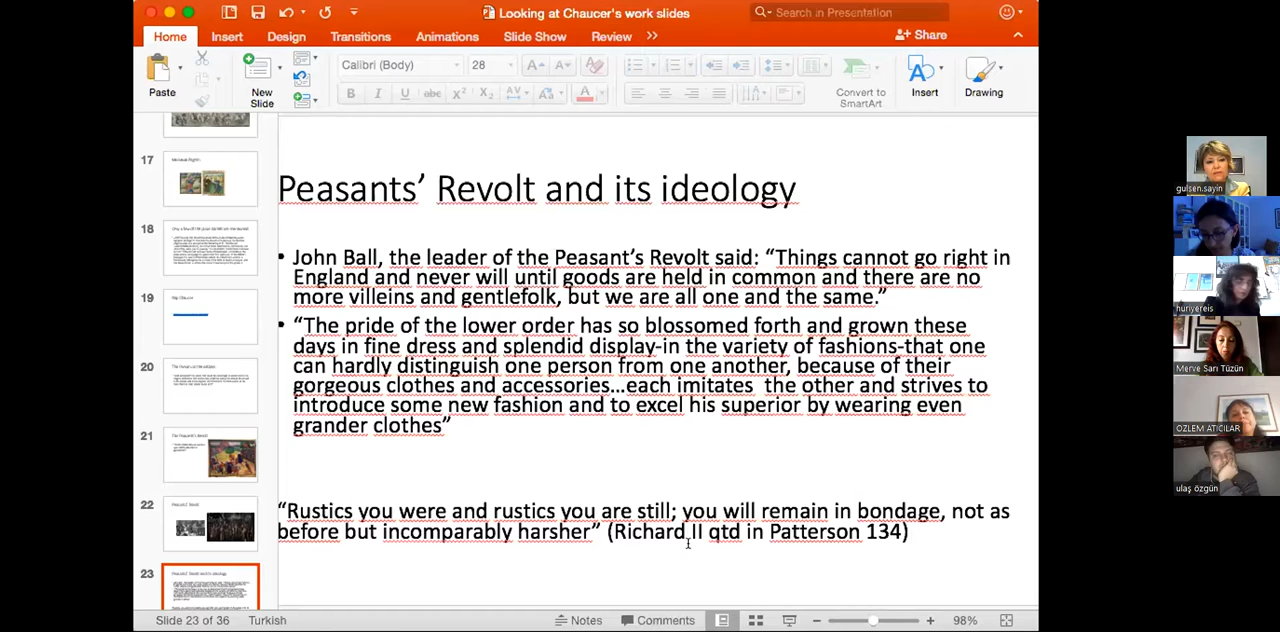 Looking at Chaucer's work slides
Search in Presentation
Home Insert Design Transitions Animations Slide Show Review
Share
Paste
New
Slide
Calibri (Body) 28
Convert to
SmartArt
Insert
Drawing
17
18
19
20
21
22
23
Peasants' Revolt and its ideology
• John Ball, the leader of the Peasant's Revolt said: “Things cannot go right in
England and never will until goods are held in common and there are no
more villeins and gentlefolk, but we are all one and the same.”
• “The pride of the lower order has so blossomed forth and grown these
days in fine dress and splendid display-in the variety of fashions-that one
can hardly distinguish one person from one another, because of their
gorgeous clothes and accessories...each imitates the other and strives to
introduce some new fashion and to excel his superior by wearing even
grander clothes”
“Rustics you were and rustics you are still; you will remain in bondage, not as
before but incomparably harsher” (Richard II qtd in Patterson 134)
Slide 23 of 36 Turkish
Notes Comments
98%
gulsen.sayin
huriyereis
Merve Sarı Tüzün
OZLEM ATICILAR
ulaş özgün